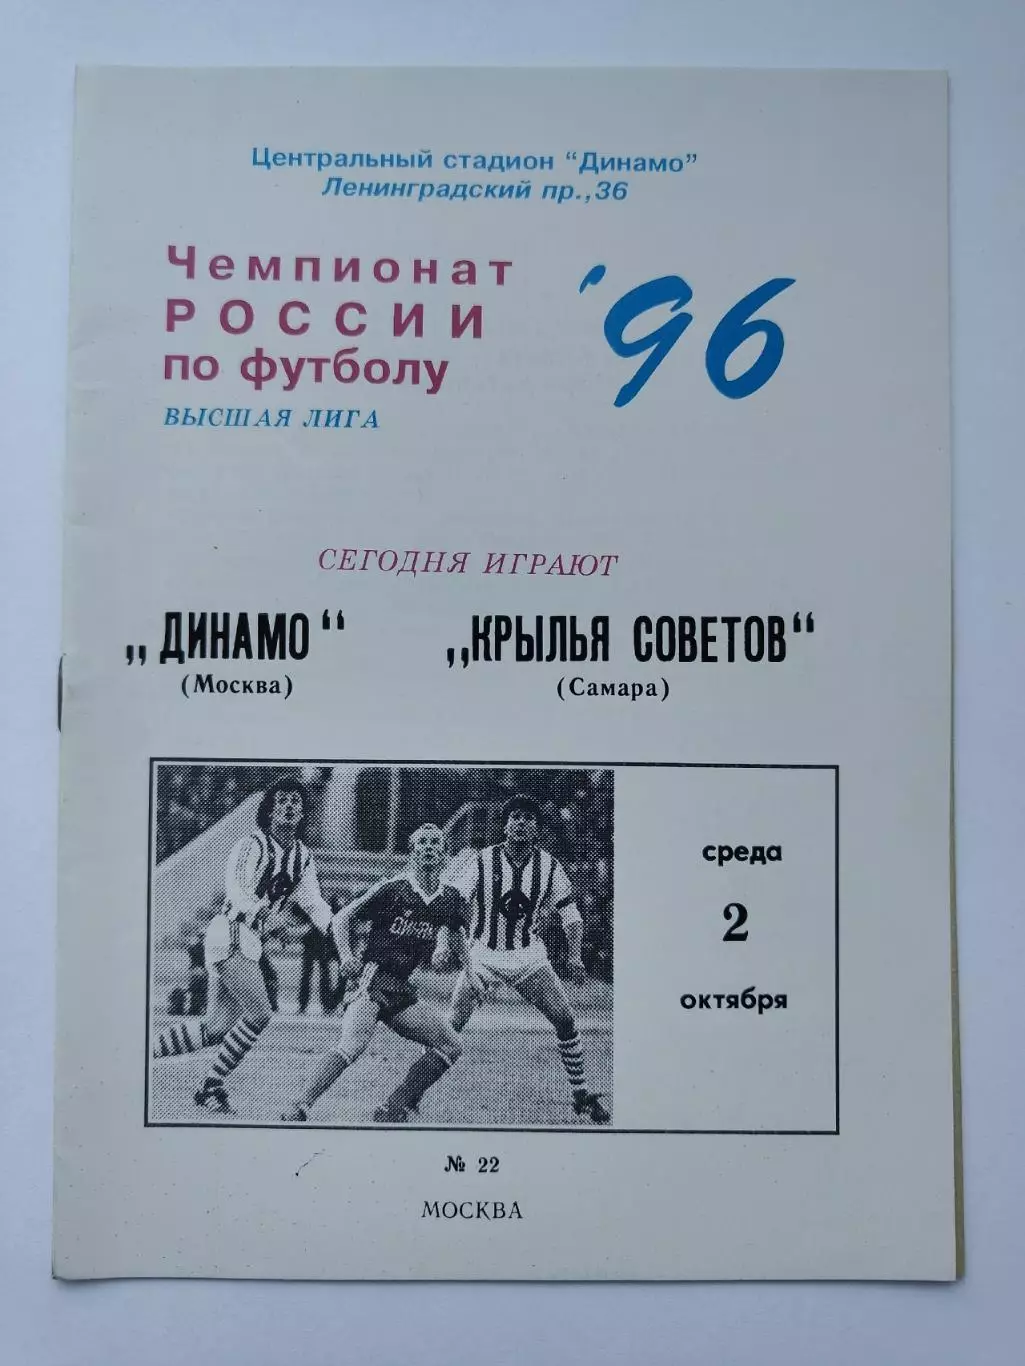 Центральный стадион "Динамо"
Ленинградский пр.,36
Чемпионат
РОССИИ
по футболу
'96
ВЫСШАЯ ЛИГА
СЕГОДНЯ ИГРАЮТ
„ДИНАМО“ „КРЫЛЬЯ СОВЕТОВ“
(Москва) (Самара)
среда
2
октября
№ 22
МОСКВА